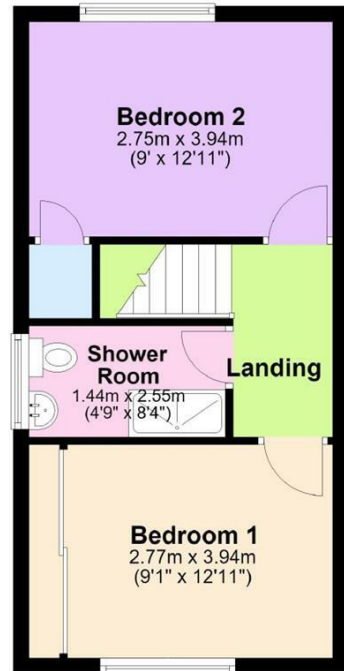 Bedroom 2
2.75m x 3.94m
(9' x 12'11")
Shower
Room
1.44m x 2.55m
(4'9" x 8'4")
Landing
Bedroom 1
2.77m x 3.94m
(9'1" x 12'11")